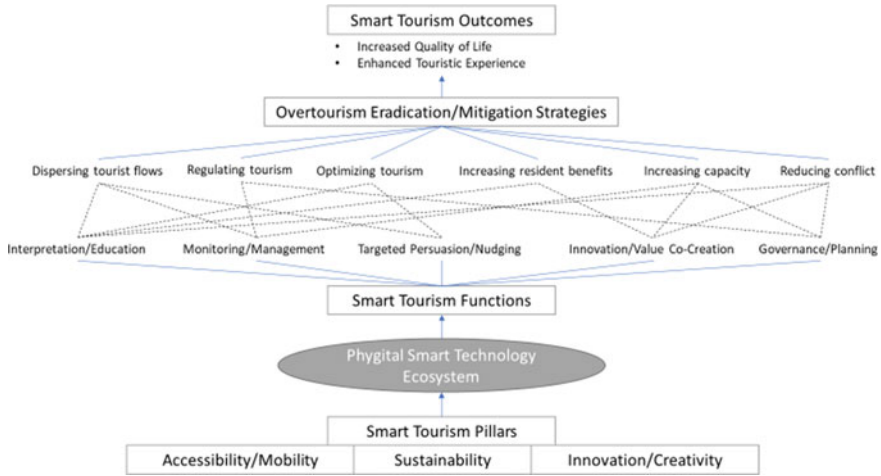 Smart Tourism Outcomes
• Increased Quality of Life
• Enhanced Touristic Experience
Overtourism Eradication/Mitigation Strategies
Dispersing tourist flows Regulating tourism Optimizing tourism Increasing resident benefits Increasing capacity Reducing conflict
Interpretation/Education Monitoring/Management Targeted Persuasion/Nudging Innovation/Value Co-Creation Governance/Planning
Smart Tourism Functions
Phygital Smart Technology
Ecosystem
Smart Tourism Pillars
Accessibility/Mobility Sustainability Innovation/Creativity